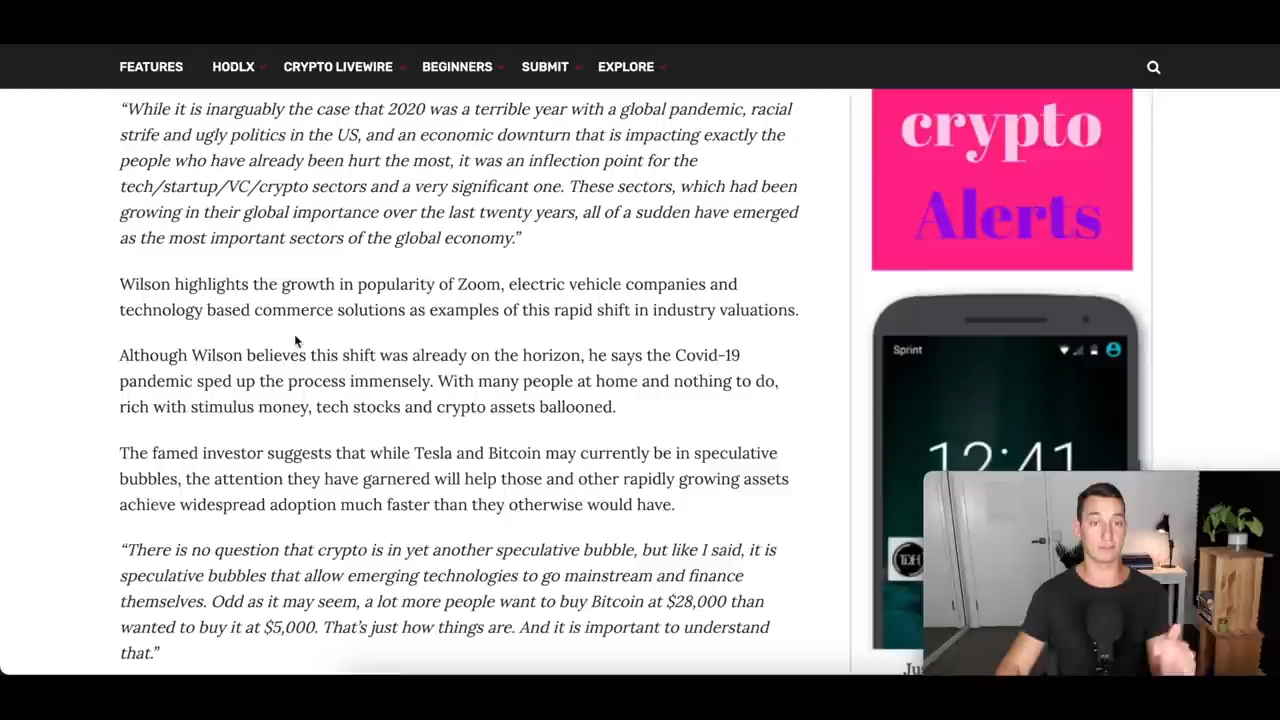 FEATURES HODLX CRYPTO LIVEWIRE BEGINNERS SUBMIT EXPLORE
“While it is inarguably the case that 2020 was a terrible year with a global pandemic, racial
strife and ugly politics in the US, and an economic downturn that is impacting exactly the
people who have already been hurt the most, it was an inflection point for the
tech/startup/VC/crypto sectors and a very significant one. These sectors, which had been
growing in their global importance over the last twenty years, all of a sudden have emerged
as the most important sectors of the global economy.”
Wilson highlights the growth in popularity of Zoom, electric vehicle companies and
technology based commerce solutions as examples of this rapid shift in industry valuations.
Although Wilson believes this shift was already on the horizon, he says the Covid-19
pandemic sped up the process immensely. With many people at home and nothing to do,
rich with stimulus money, tech stocks and crypto assets ballooned.
The famed investor suggests that while Tesla and Bitcoin may currently be in speculative
bubbles, the attention they have garnered will help those and other rapidly growing assets
achieve widespread adoption much faster than they otherwise would have.
“There is no question that crypto is in yet another speculative bubble, but like I said, it is
speculative bubbles that allow emerging technologies to go mainstream and finance
themselves. Odd as it may seem, a lot more people want to buy Bitcoin at $28,000 than
wanted to buy it at $5,000. That’s just how things are. And it is important to understand
that.”
crypto
Alerts
Sprint
12:41
TDH